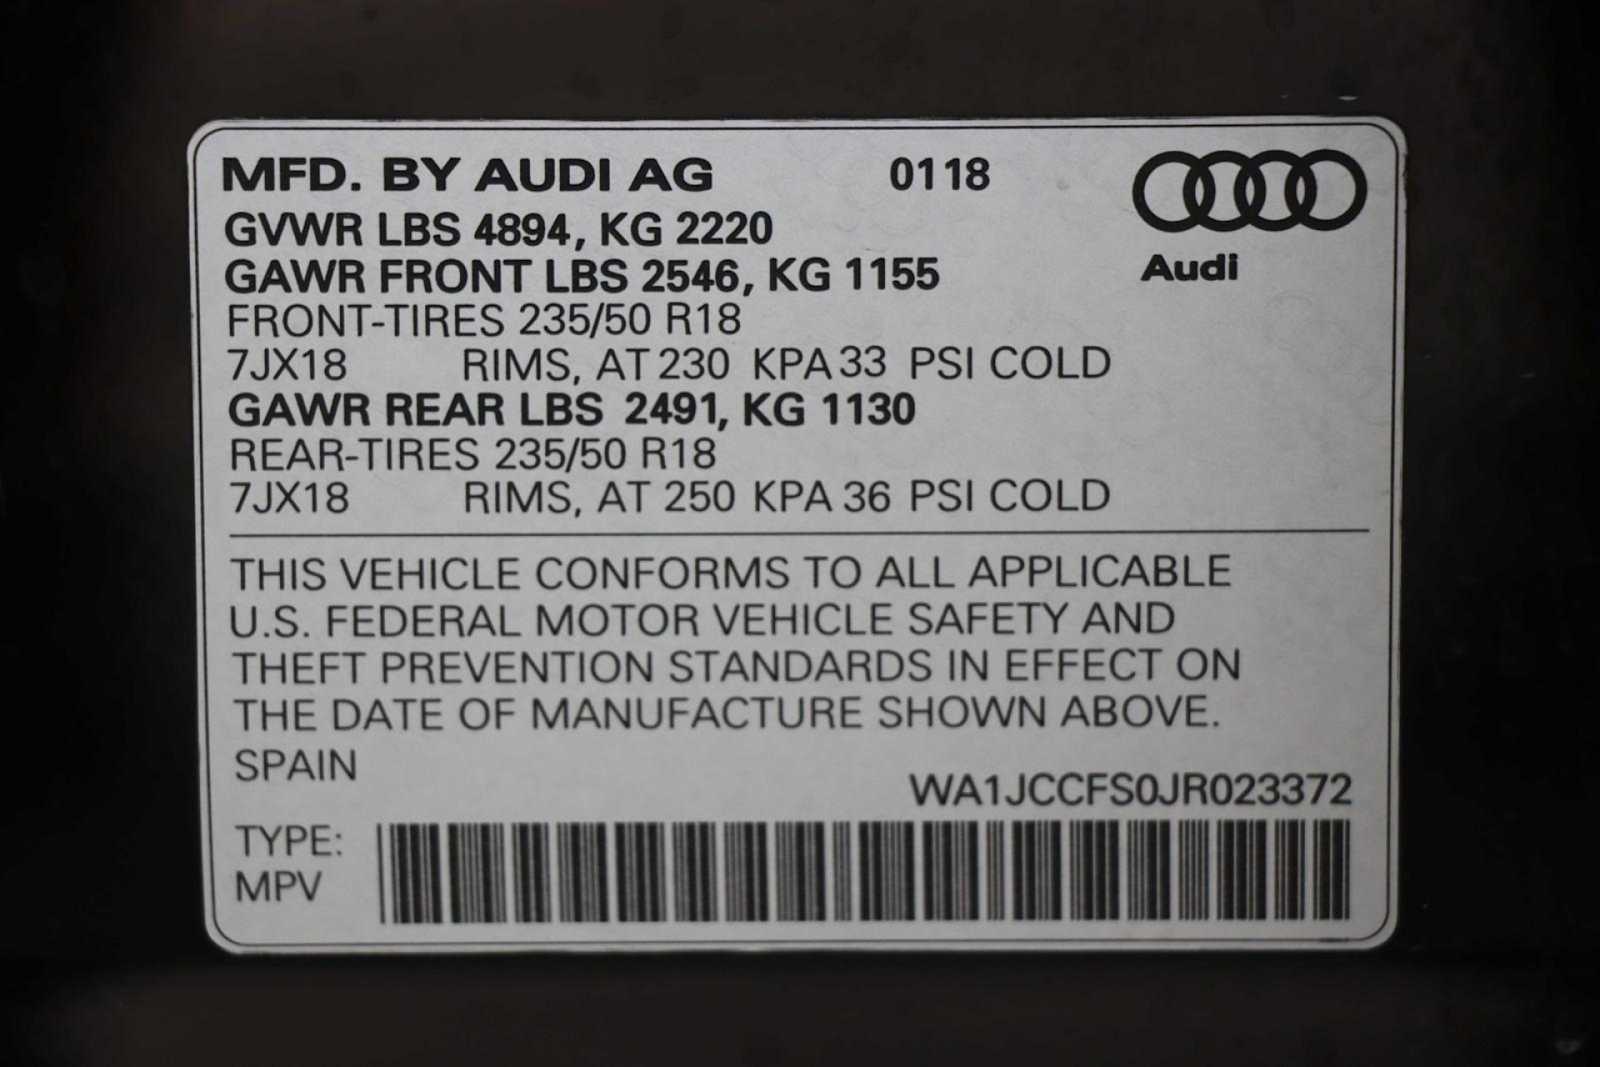 MFD. BY AUDI AG 0118
GVWR LBS 4894, KG 2220
GAWR FRONT LBS 2546, KG 1155
Audi
FRONT-TIRES 235/50 R18
7JX18 RIMS, AT 230 KPA 33 PSI COLD
GAWR REAR LBS 2491, KG 1130
REAR-TIRES 235/50 R18
7JX18 RIMS, AT 250 KPA 36 PSI COLD
THIS VEHICLE CONFORMS TO ALL APPLICABLE
U.S. FEDERAL MOTOR VEHICLE SAFETY AND
THEFT PREVENTION STANDARDS IN EFFECT ON
THE DATE OF MANUFACTURE SHOWN ABOVE.
SPAIN
WA1JCCFS0JR023372
TYPE:
MPV